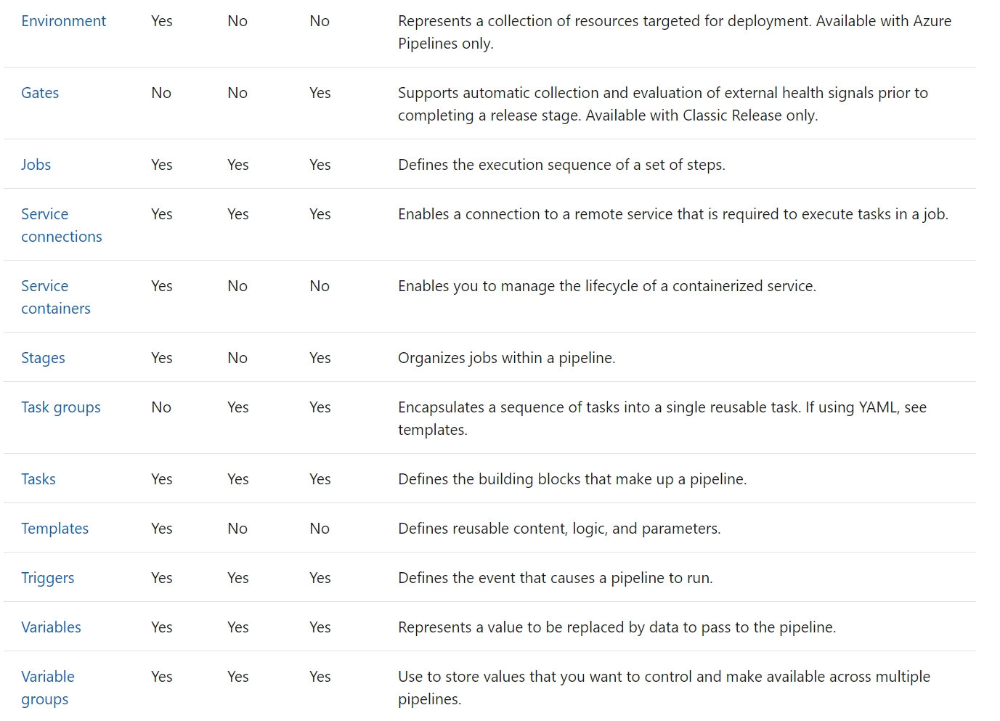 Environment Yes No No Represents a collection of resources targeted for deployment. Available with Azure
Pipelines only.
Gates No No Yes Supports automatic collection and evaluation of external health signals prior to
completing a release stage. Available with Classic Release only.
Jobs Yes Yes Yes Defines the execution sequence of a set of steps.
Service Yes Yes Yes Enables a connection to a remote service that is required to execute tasks in a job.
connections
Service Yes No No Enables you to manage the lifecycle of a containerized service.
containers
Stages Yes No Yes Organizes jobs within a pipeline.
Task groups No Yes Yes Encapsulates a sequence of tasks into a single reusable task. If using YAML, see
templates.
Tasks Yes Yes Yes Defines the building blocks that make up a pipeline.
Templates Yes No No Defines reusable content, logic, and parameters.
Triggers Yes Yes Yes Defines the event that causes a pipeline to run.
Variables Yes Yes Yes Represents a value to be replaced by data to pass to the pipeline.
Variable Yes Yes Yes Use to store values that you want to control and make available across multiple
groups pipelines.